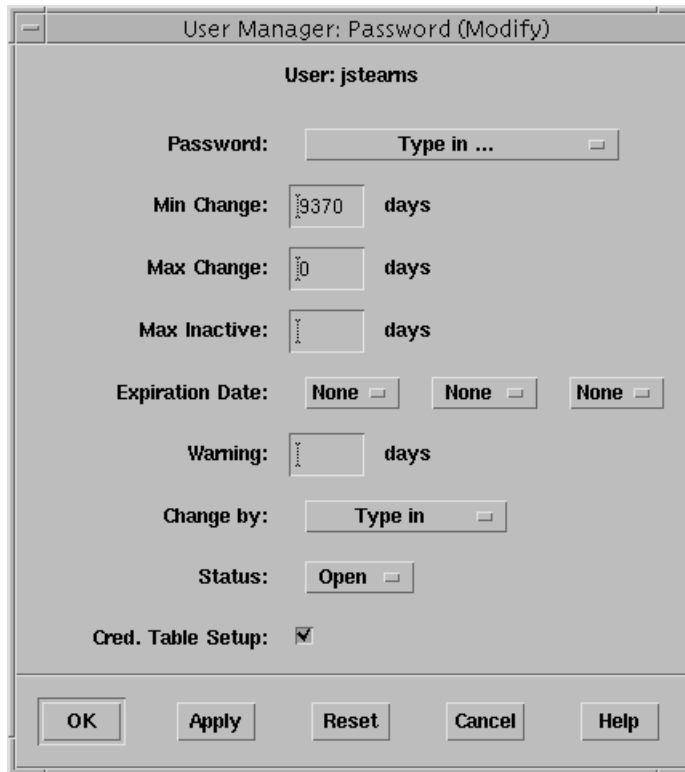 User Manager: Password (Modify)
User: jstearns
Password: Type in ...
Min Change: 9370 days
Max Change: 0 days
Max Inactive: days
Expiration Date: None None None
Warning: days
Change by: Type in
Status: Open
Cred. Table Setup:
OK Apply Reset Cancel Help